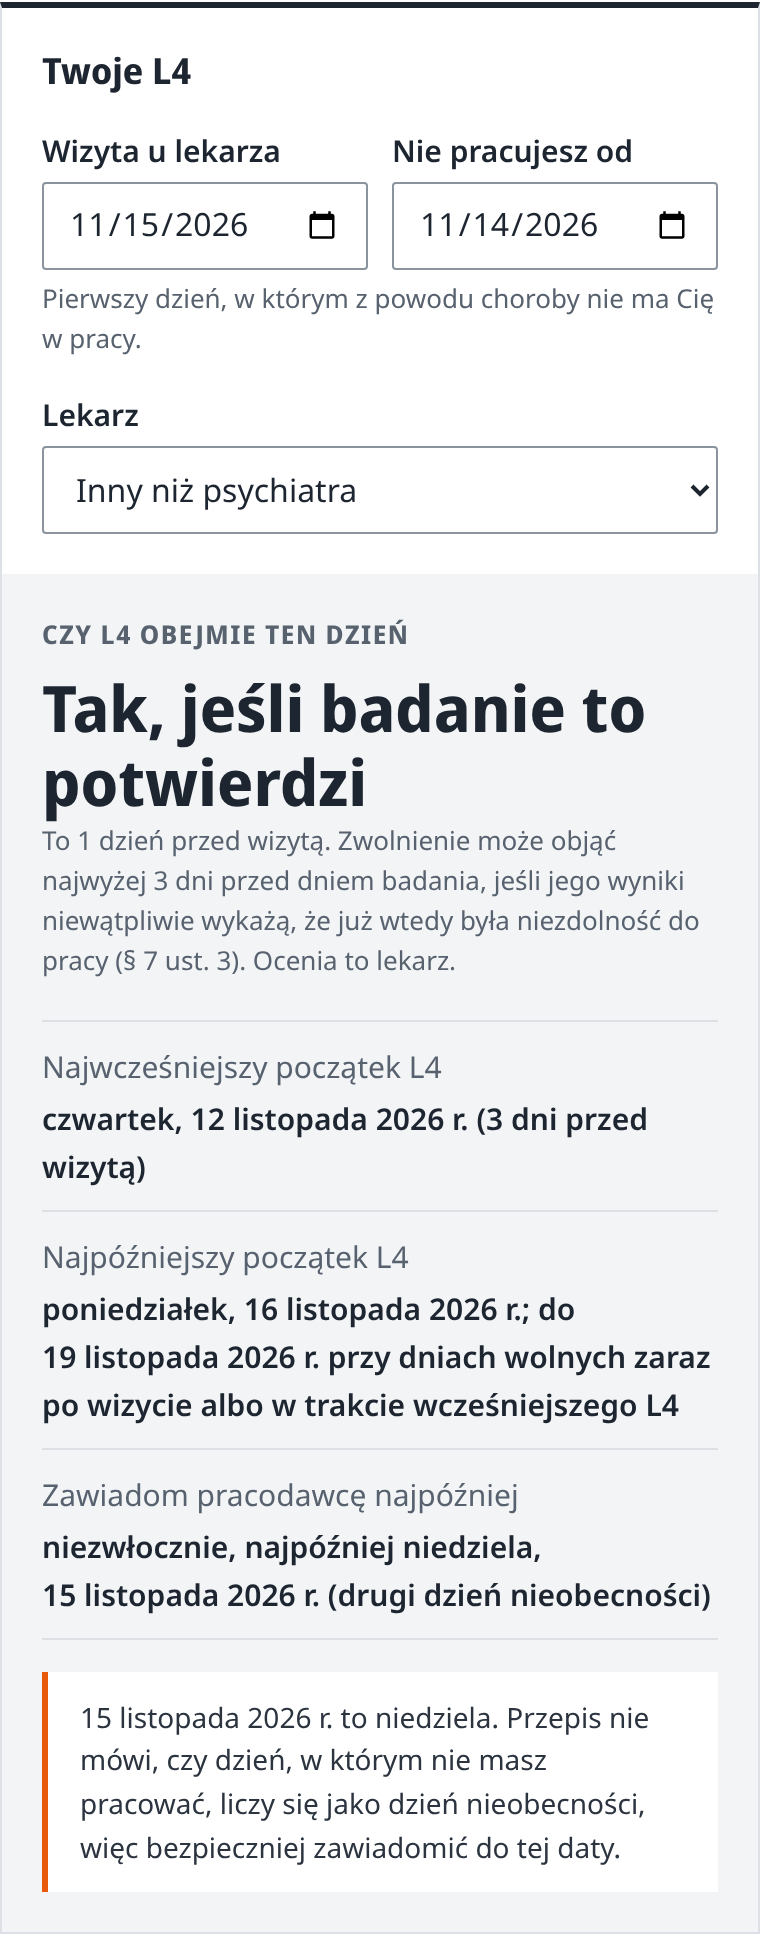 Twoje L4
Wizyta u lekarza
Nie pracujesz od
11/15/2026
11/14/2026
Pierwszy dzień, w którym z powodu choroby nie ma Cię
w pracy.
Lekarz
Inny niż psychiatra
CZY L4 OBEJMIE TEN DZIEŃ
Tak, jeśli badanie to
potwierdzi
To 1 dzień przed wizytą. Zwolnienie może objąć
najwyżej 3 dni przed dniem badania, jeśli jego wyniki
niewątpliwie wykażą, że już wtedy była niezdolność do
pracy (§ 7 ust. 3). Ocenia to lekarz.
Najwcześniejszy początek L4
czwartek, 12 listopada 2026 r. (3 dni przed
wizytą)
Najpóźniejszy początek L4
poniedziałek, 16 listopada 2026 r.; do
19 listopada 2026 r. przy dniach wolnych zaraz
po wizycie albo w trakcie wcześniejszego L4
Zawiadom pracodawcę najpóźniej
niezwłocznie, najpóźniej niedziela,
15 listopada 2026 r. (drugi dzień nieobecności)
15 listopada 2026 r. to niedziela. Przepis nie
mówi, czy dzień, w którym nie masz
pracować, liczy się jako dzień nieobecności,
więc bezpieczniej zawiadomić do tej daty.